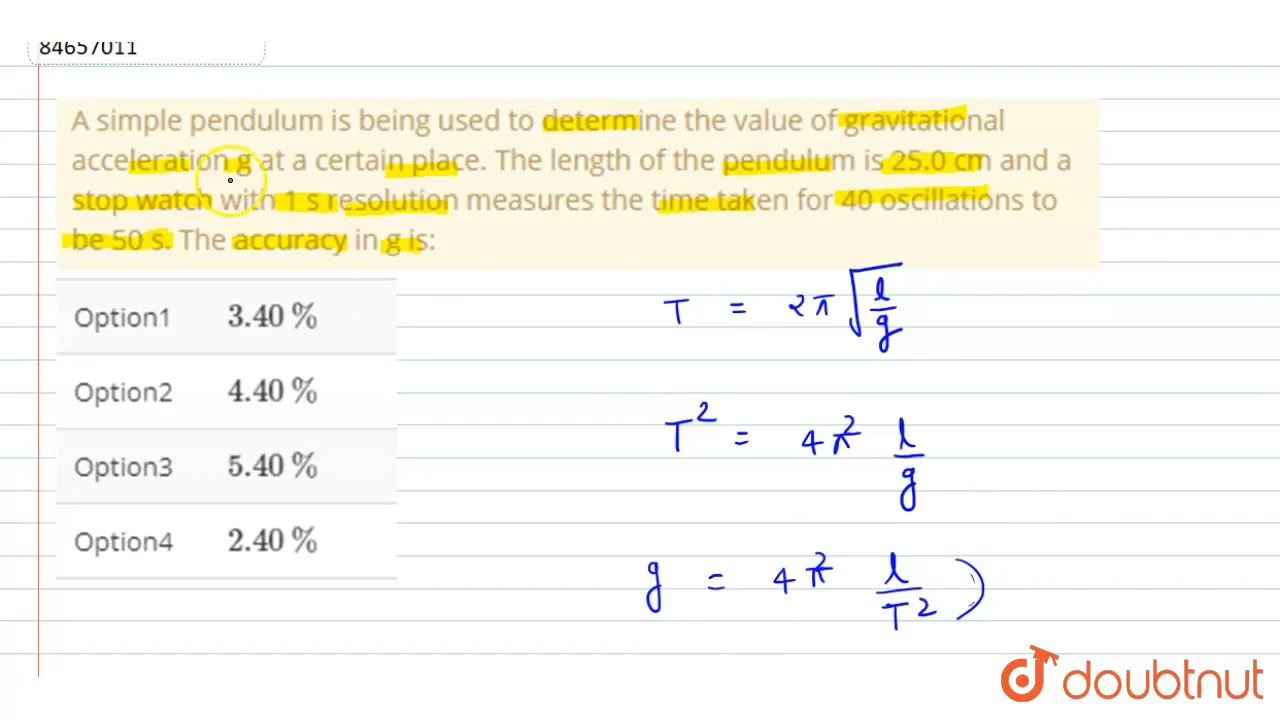 84657011
A simple pendulum is being used to determine the value of gravitational
acceleration g at a certain place. The length of the pendulum is 25.0 cm and a
stop watch with 1 s resolution measures the time taken for 40 oscillations to
be 50 s. The accuracy in g is:
Option1 3.40 %
Option2 4.40 %
Option3 5.40 %
Option4 2.40 %
T = 2π √(l/g)
T² = 4π² l/g
g = 4π² l/T² )
doubtnut